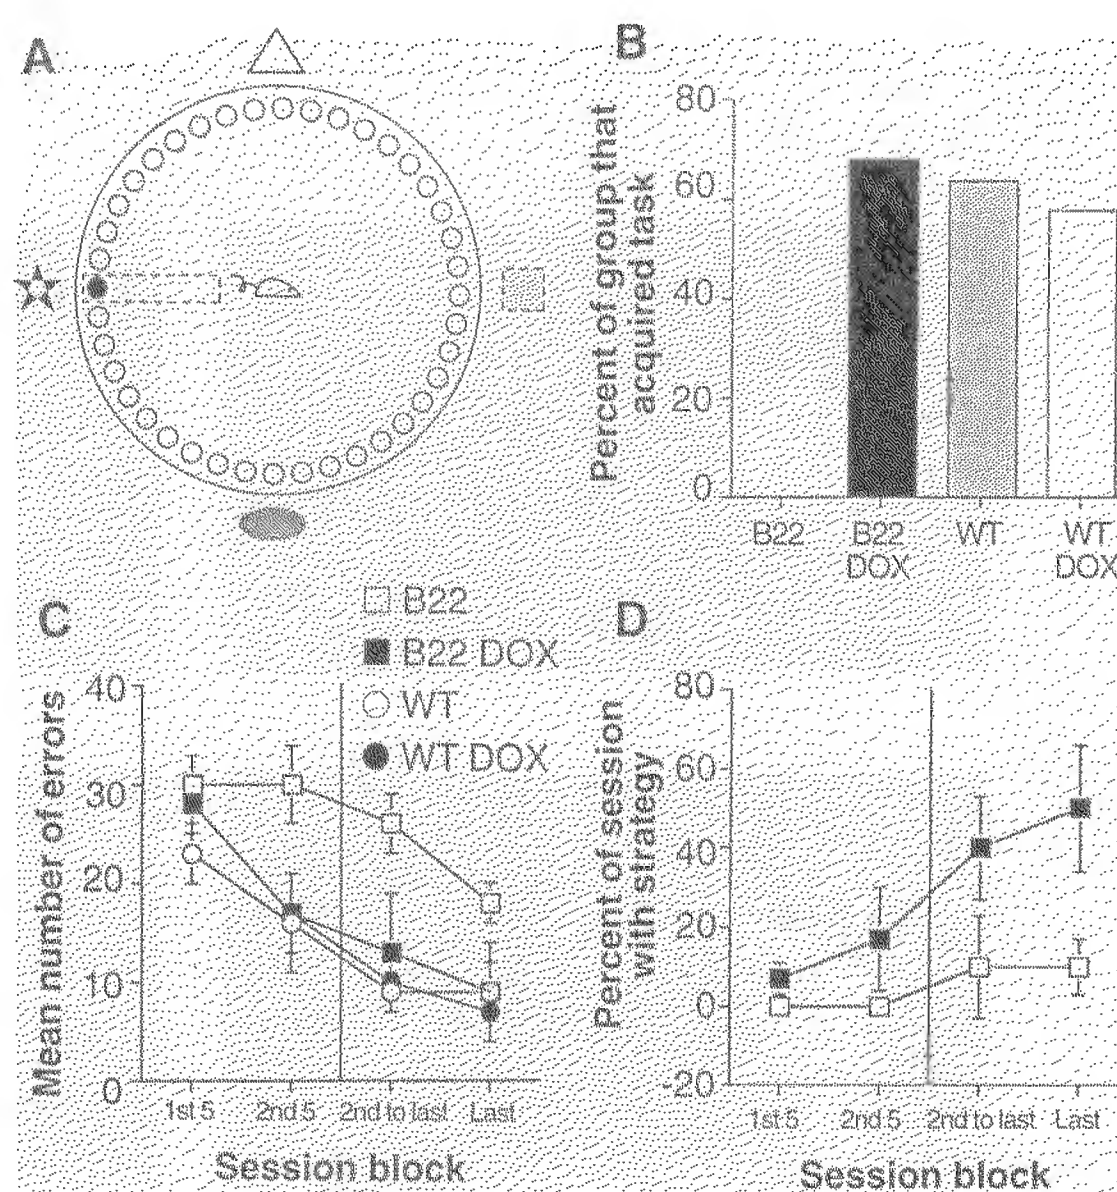 A
B
Percent of group that
acquired task
80
60
40
20
0
B22
B22
DOX
WT
WT
DOX
C
B22
B22 DOX
WT
WT DOX
Mean number of errors
40
30
20
10
0
1st 5
2nd 5
2nd to last
Last
Session block
D
Percent of session
with strategy
80
60
40
20
0
-20
1st 5
2nd 5
2nd to last
Last
Session block